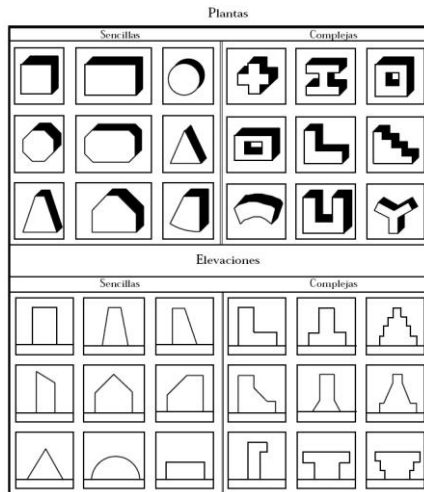 Plantas
Sencillas
Complejas
Elevaciones
Sencillas
Complejas